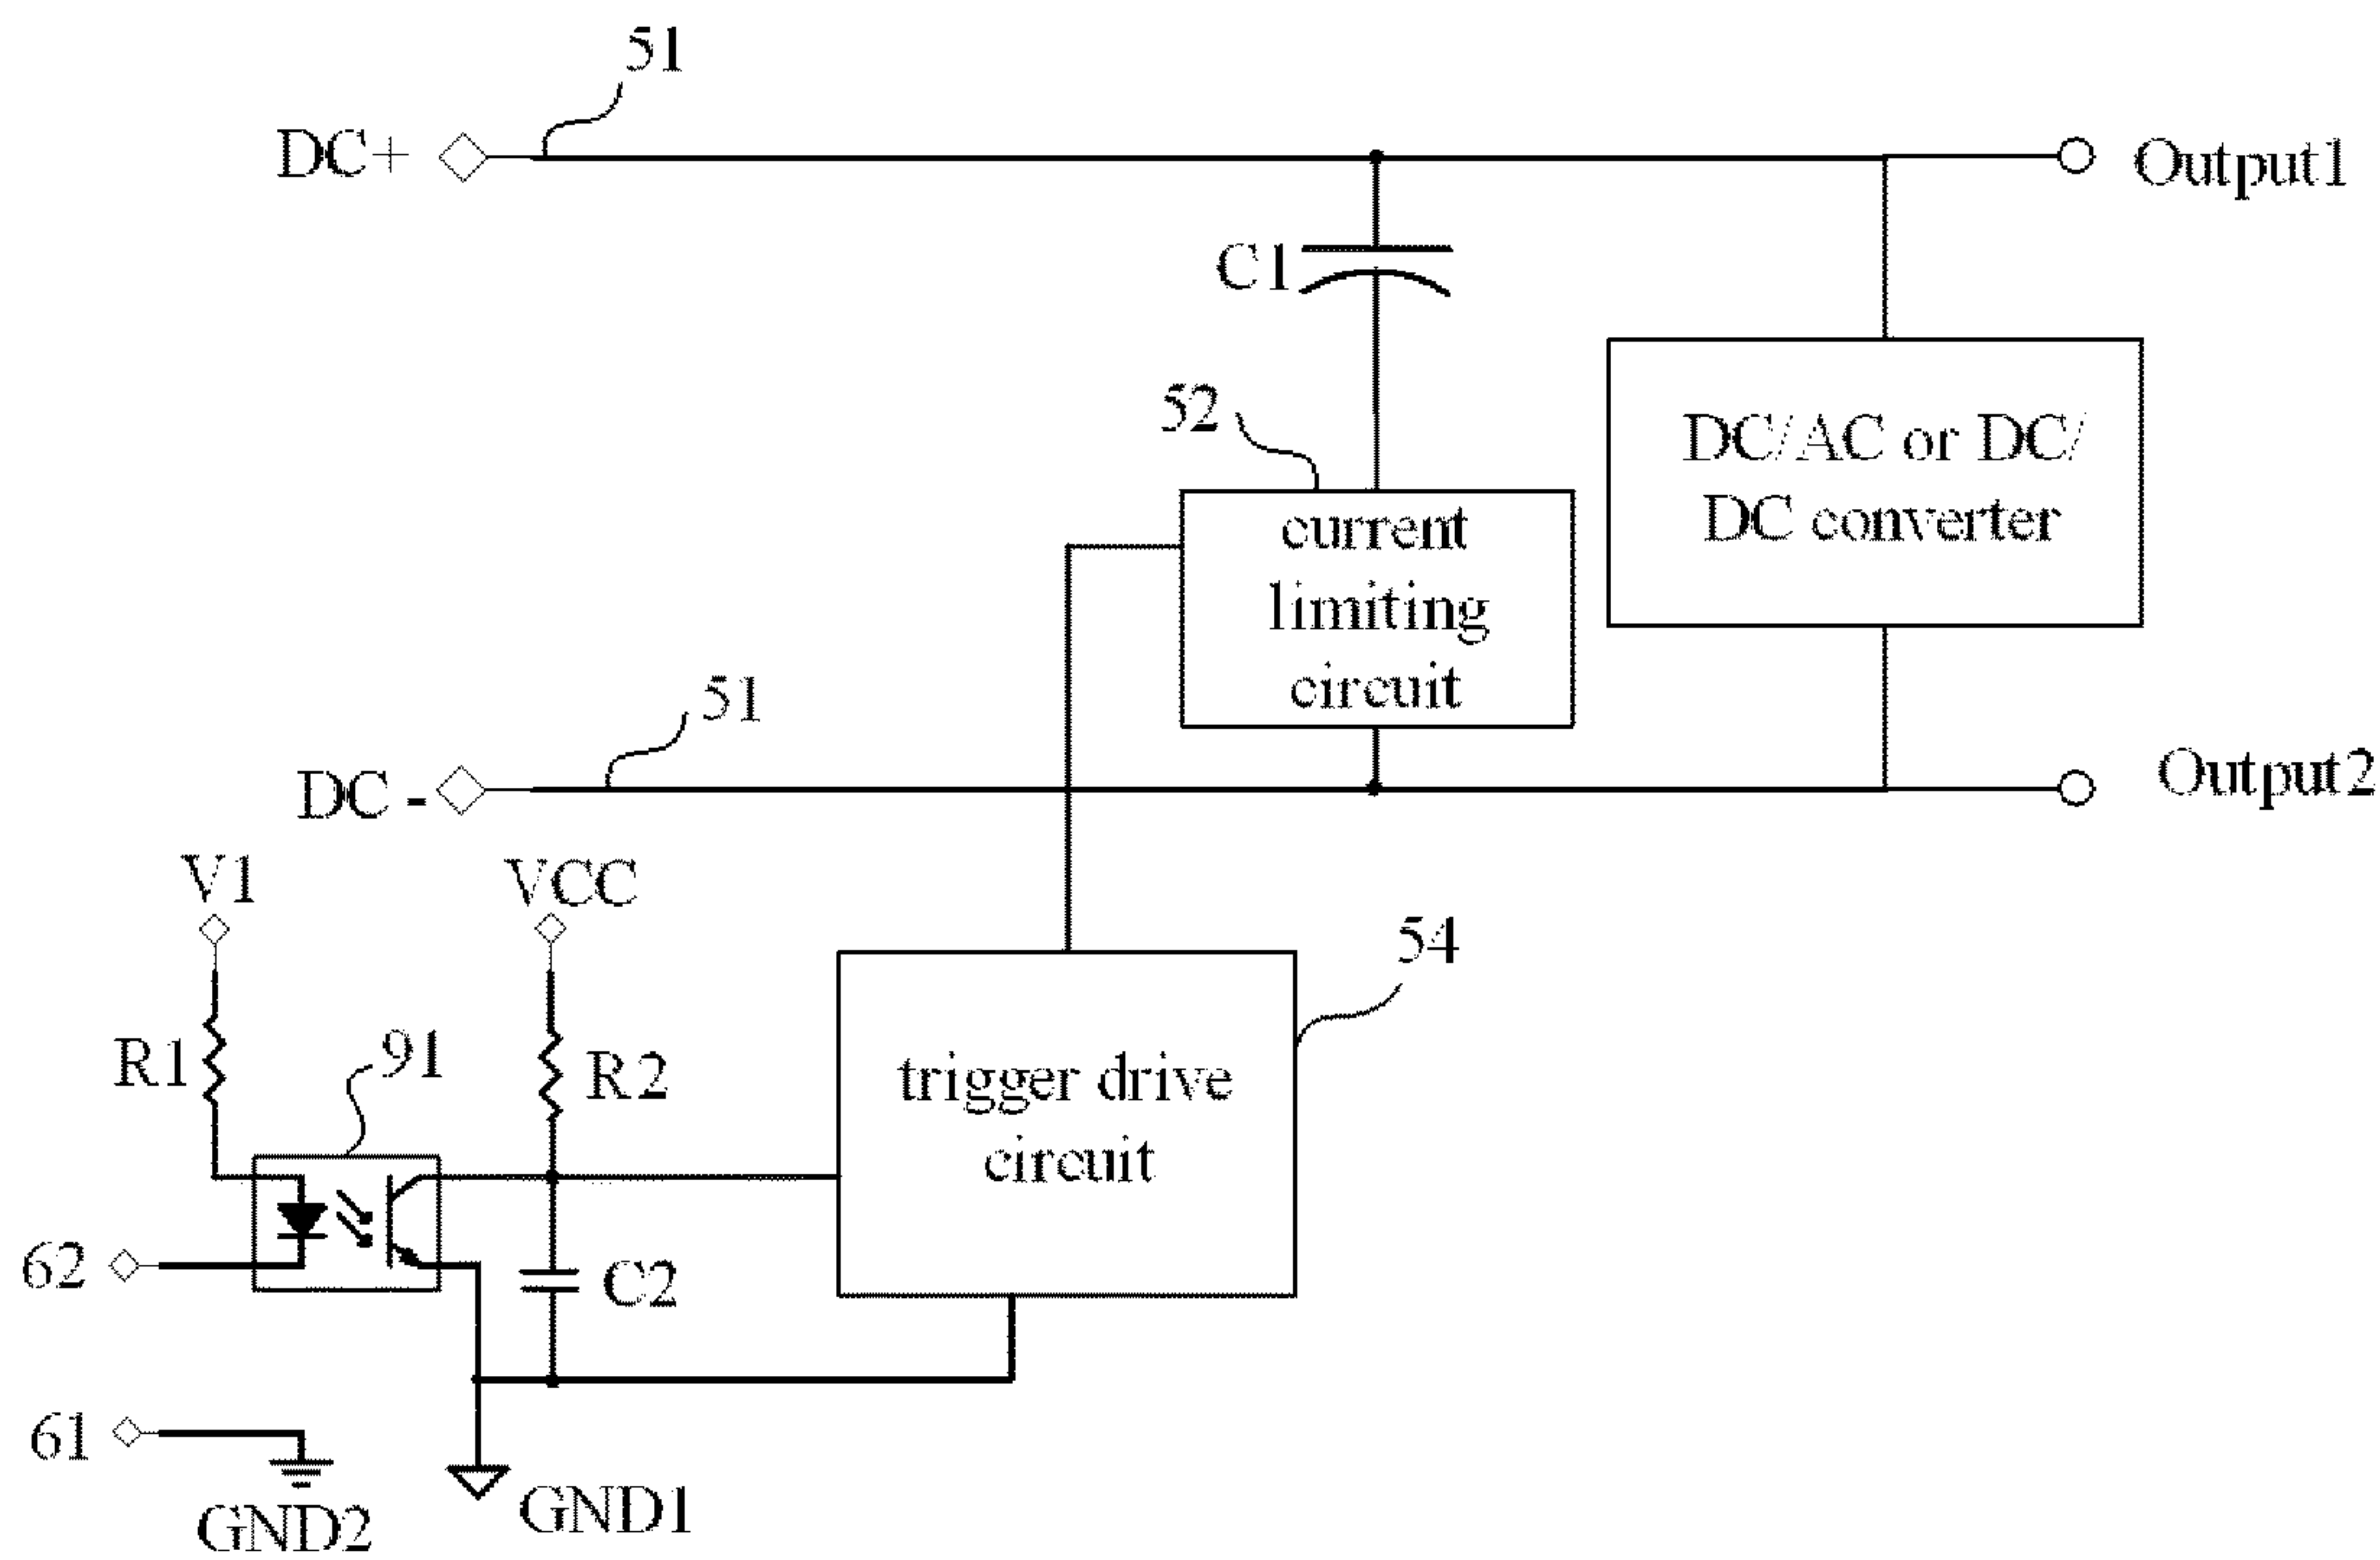 51
DC+
Output1
C1
52
DC/AC or DC/
DC converter
current
limiting
circuit
51
DC -
Output2
V1
VCC
54
R1
91
R2
trigger drive
circuit
62
C2
61
GND2
GND1